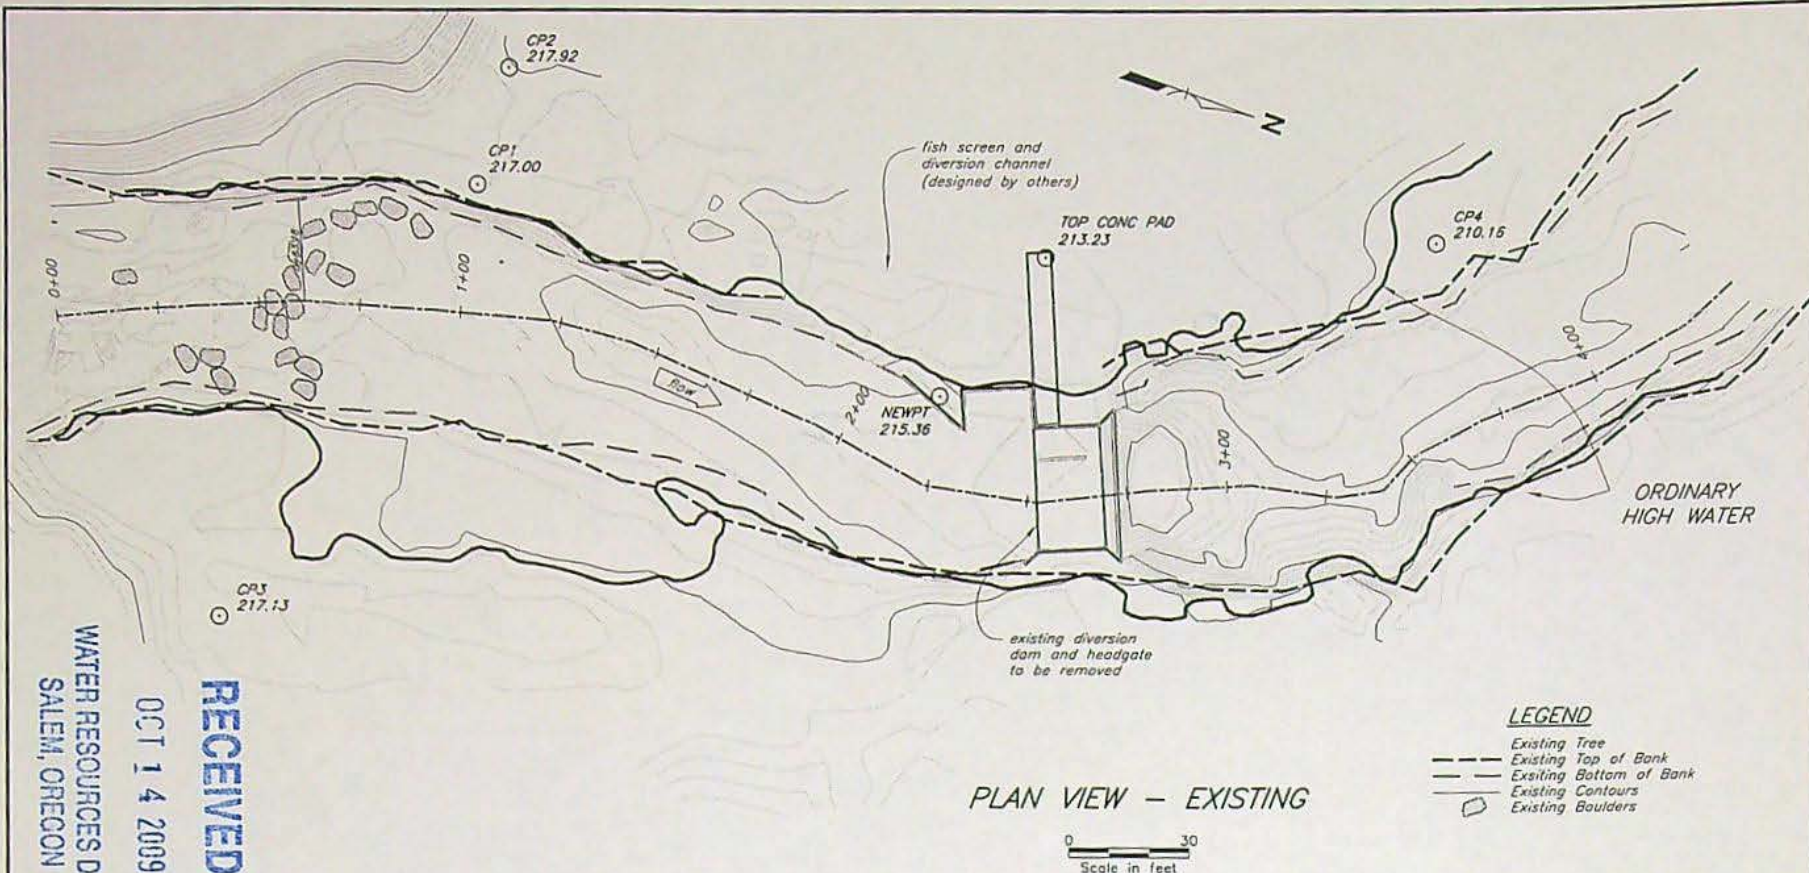 CP2
217.92
CP1
217.00
N
fish screen and
diversion channel
(designed by others)
TOP CONC PAD
213.23
CP4
210.16
0+00
1+00
flow
2+00
NEWPT
215.36
3+00
4+00
ORDINARY
HIGH WATER
CP3
217.13
existing diversion
dam and headgate
to be removed
RECEIVED
OCT 14 2009
WATER RESOURCES D
SALEM, OREGON
PLAN VIEW - EXISTING
0 30
Scale in feet
LEGEND
Existing Tree
Existing Top of Bank
Exsiting Bottom of Bank
Existing Contours
Existing Boulders